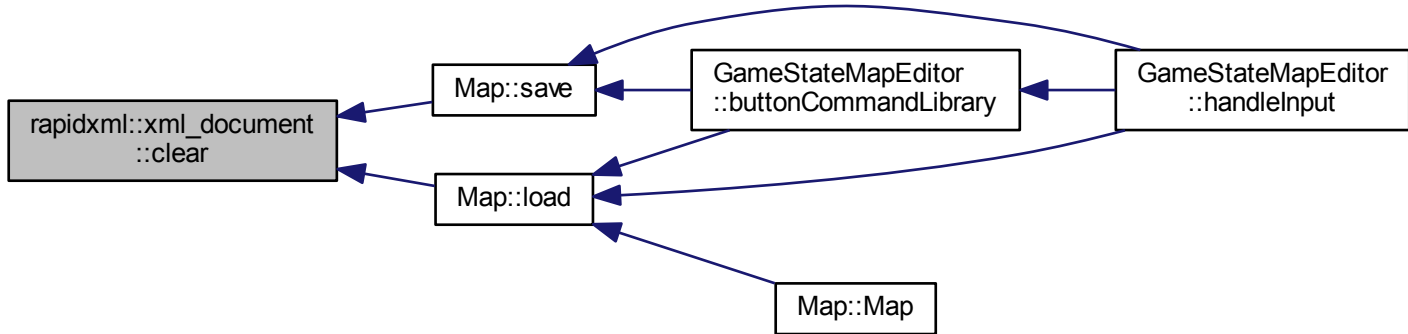 rapidxml::xml_document
::clear
Map::save
Map::load
GameStateMapEditor
::buttonCommandLibrary
GameStateMapEditor
::handleInput
Map::Map